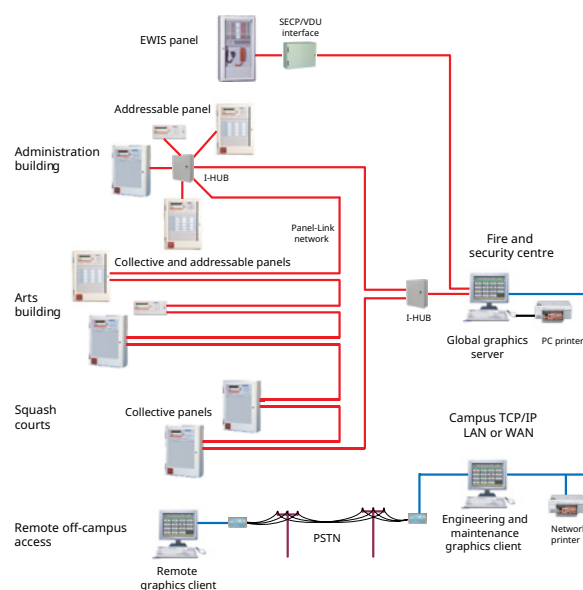 EWIS panel
SECP/VDU
interface
Addressable panel
Administration
building
I-HUB
Panel-Link
network
Collective and addressable panels
Fire and
security centre
Arts
building
I-HUB
Global graphics
server
PC printer
Squash
courts
Collective panels
Campus TCP/IP
LAN or WAN
Remote off-campus
access
PSTN
Engineering and
maintenance
graphics client
Network
printer
Remote
graphics client